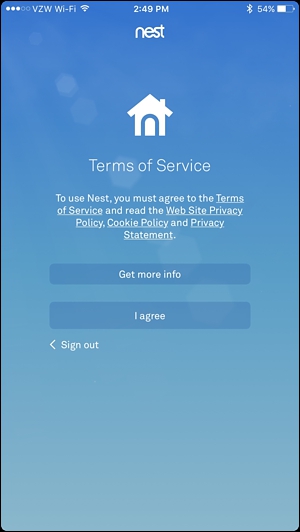 VZW Wi-Fi 2:49 PM 54%
nest
Terms of Service
To use Nest, you must agree to the Terms
of Service and read the Web Site Privacy
Policy, Cookie Policy and Privacy
Statement.
Get more info
I agree
Sign out